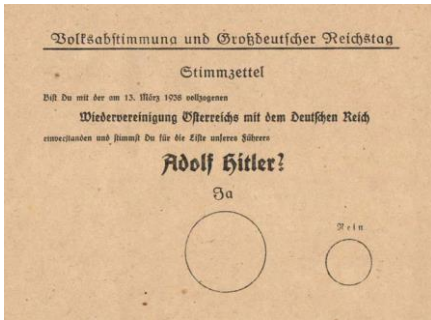 Volksabstimmung und Großdeutscher Reichstag
Stimmzettel
Bist Du mit der am 13. März 1938 vollzogenen
Wiedervereinigung Österreichs mit dem Deutschen Reich
einverstanden und stimmst Du für die Liste unseres Führers
Adolf Hitler?
Ja
Nein